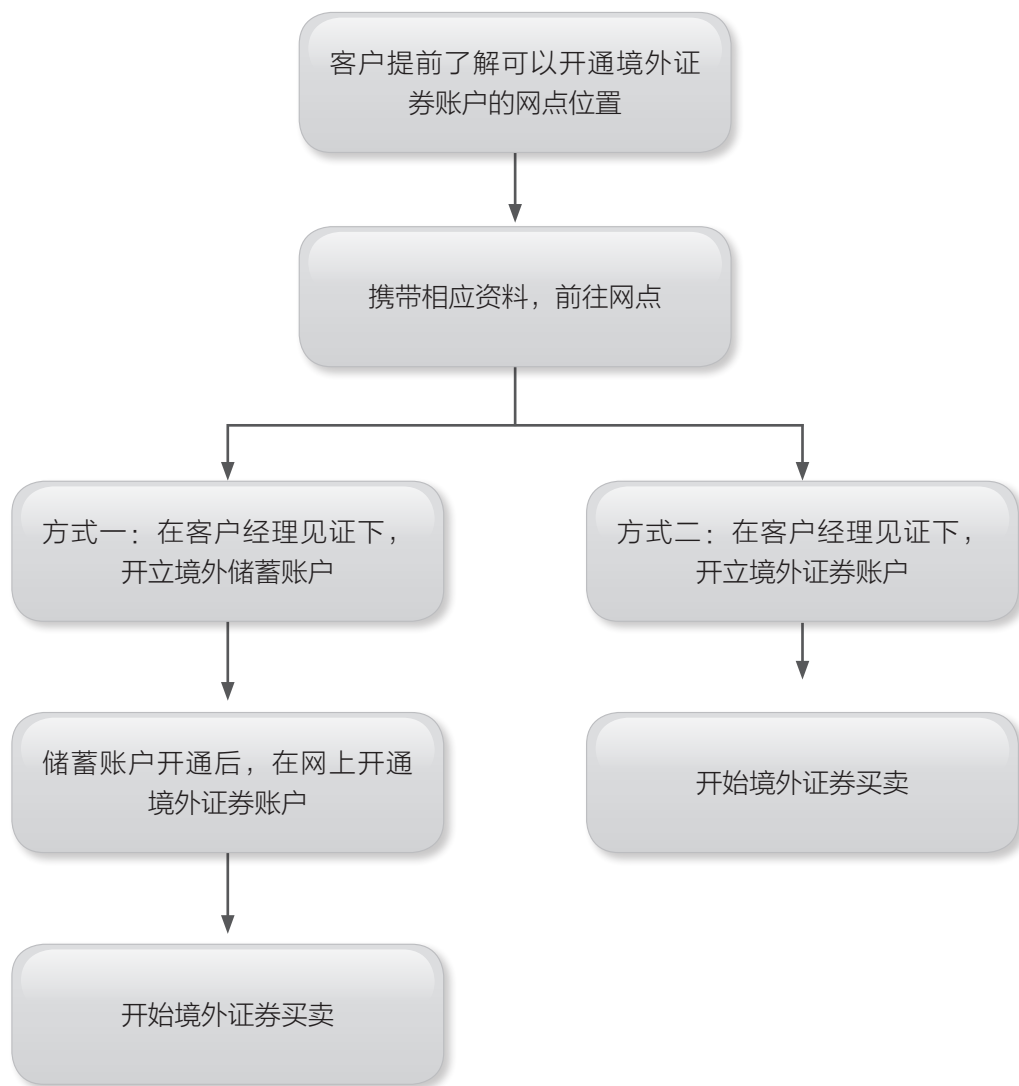 客户提前了解可以开通境外证
券账户的网点位置
携带相应资料，前往网点
方式一：在客户经理见证下，
开立境外储蓄账户
方式二：在客户经理见证下，
开立境外证券账户
储蓄账户开通后，在网上开通
境外证券账户
开始境外证券买卖
开始境外证券买卖